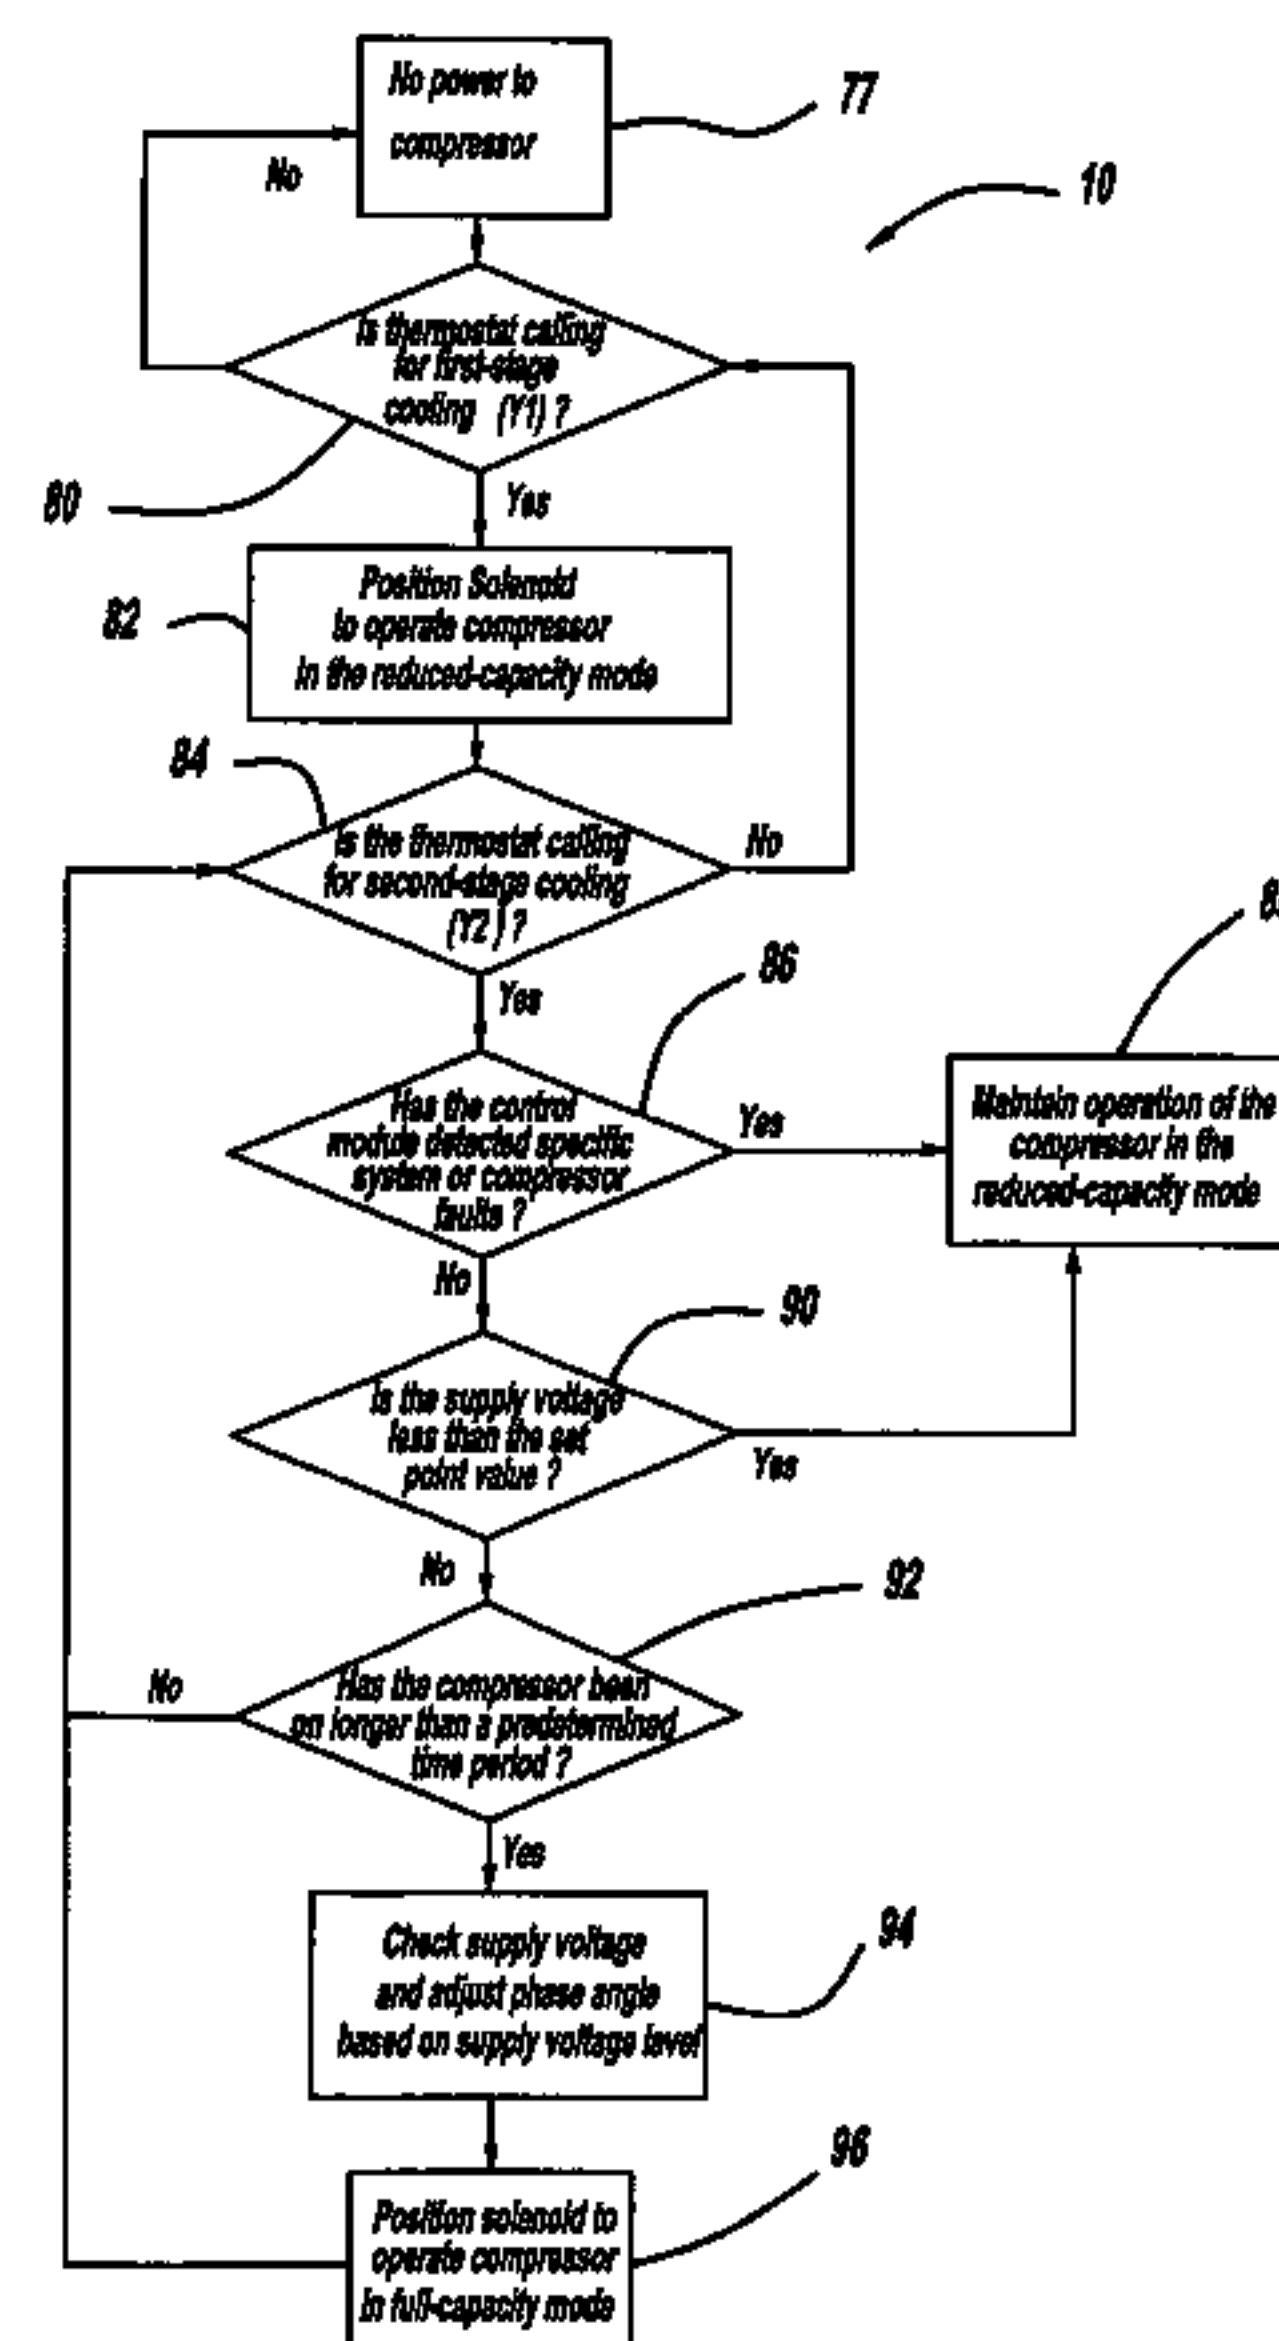 No power to
compressor
77
No
10
Is thermostat calling
for first-stage
cooling (Y1) ?
80
Yes
Position Solenoid
to operate compressor
in the reduced-capacity mode
82
84
Is the thermostat calling
for second-stage cooling
(Y2) ?
No
Yes
86
Has the control
module detected specific
system or compressor
faults ?
Yes
Maintain operation of the
compressor in the
reduced-capacity mode
No
90
Is the supply voltage
less than the set
point value ?
Yes
No
92
Has the compressor been
on longer than a predetermined
time period ?
No
Yes
Check supply voltage
and adjust phase angle
based on supply voltage level
94
96
Position solenoid to
operate compressor
in full-capacity mode